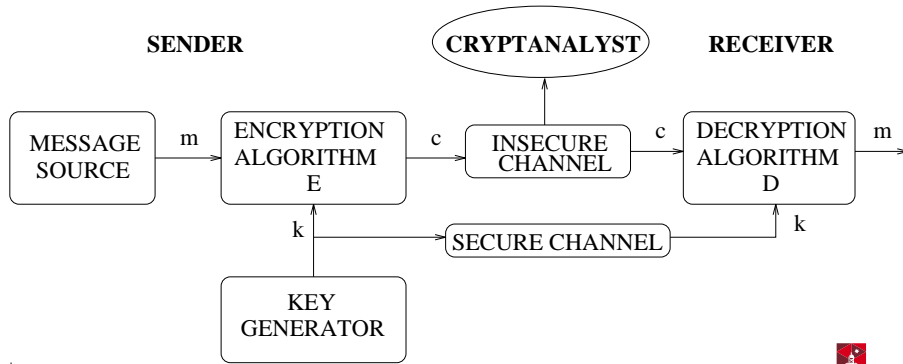 SENDER
CRYPTANALYST
RECEIVER
MESSAGE
SOURCE
m
ENCRYPTION
ALGORITHM
E
c
INSECURE
CHANNEL
c
DECRYPTION
ALGORITHM
D
m
k
SECURE CHANNEL
k
KEY
GENERATOR